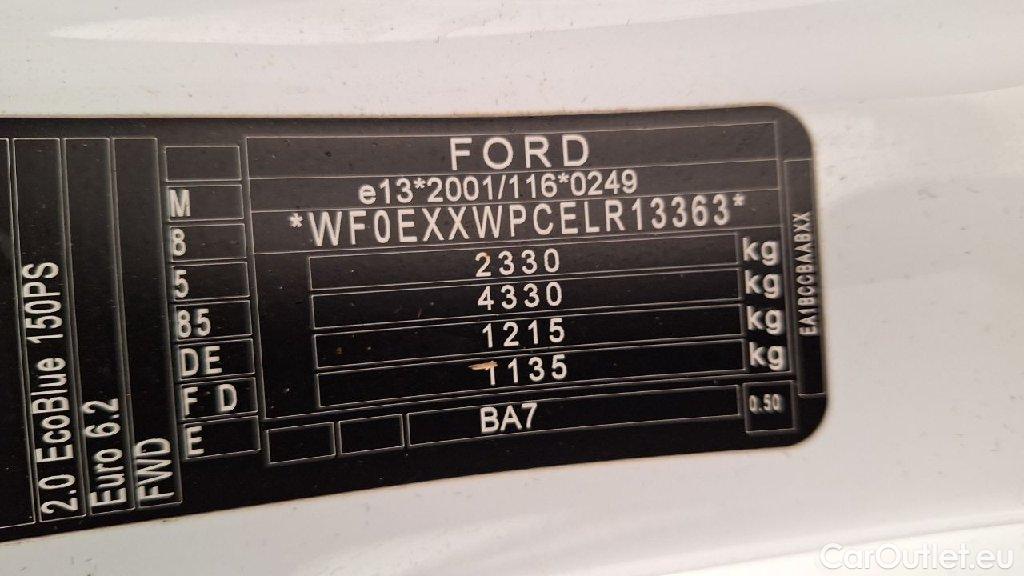 FORD
e13*2001/116*0249
*WF0EXXWPCELR13363*
2330 kg
4330 kg
1215 kg
1135 kg
BA7
0.50
M
8
5
85
DE
F D
E
2.0 EcoBlue 150PS
Euro 6.2
FWD
EA1BCCBAABXX
CarOutlet.eu